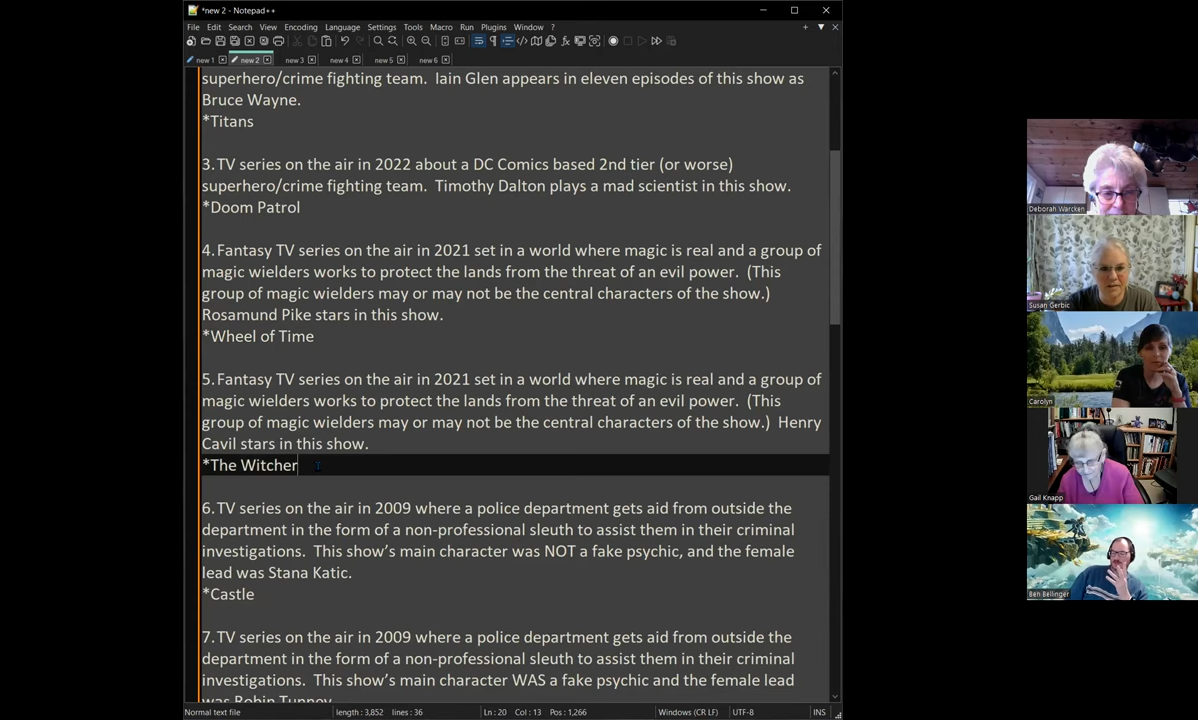 *new 2 - Notepad++
File Edit Search View Encoding Language Settings Tools Macro Run Plugins Window ?
new 1 new 2 new 3 new 4 new 5 new 6
superhero/crime fighting team. Iain Glen appears in eleven episodes of this show as
Bruce Wayne.
*Titans
3.TV series on the air in 2022 about a DC Comics based 2nd tier (or worse)
superhero/crime fighting team. Timothy Dalton plays a mad scientist in this show.
*Doom Patrol
4.Fantasy TV series on the air in 2021 set in a world where magic is real and a group of
magic wielders works to protect the lands from the threat of an evil power. (This
group of magic wielders may or may not be the central characters of the show.)
Rosamund Pike stars in this show.
*Wheel of Time
5.Fantasy TV series on the air in 2021 set in a world where magic is real and a group of
magic wielders works to protect the lands from the threat of an evil power. (This
group of magic wielders may or may not be the central characters of the show.) Henry
Cavil stars in this show.
*The Witcher
6.TV series on the air in 2009 where a police department gets aid from outside the
department in the form of a non-professional sleuth to assist them in their criminal
investigations. This show's main character was NOT a fake psychic, and the female
lead was Stana Katic.
*Castle
7.TV series on the air in 2009 where a police department gets aid from outside the
department in the form of a non-professional sleuth to assist them in their criminal
investigations. This show's main character WAS a fake psychic and the female lead
was Robin Tunney
Normal text file length : 3,852 lines : 36 Ln : 20 Col : 13 Pos : 1,266 Windows (CR LF) UTF-8 INS
Deborah Warcken
Susan Gerbic
Carolyn
Gail Knapp
Ben Bellinger